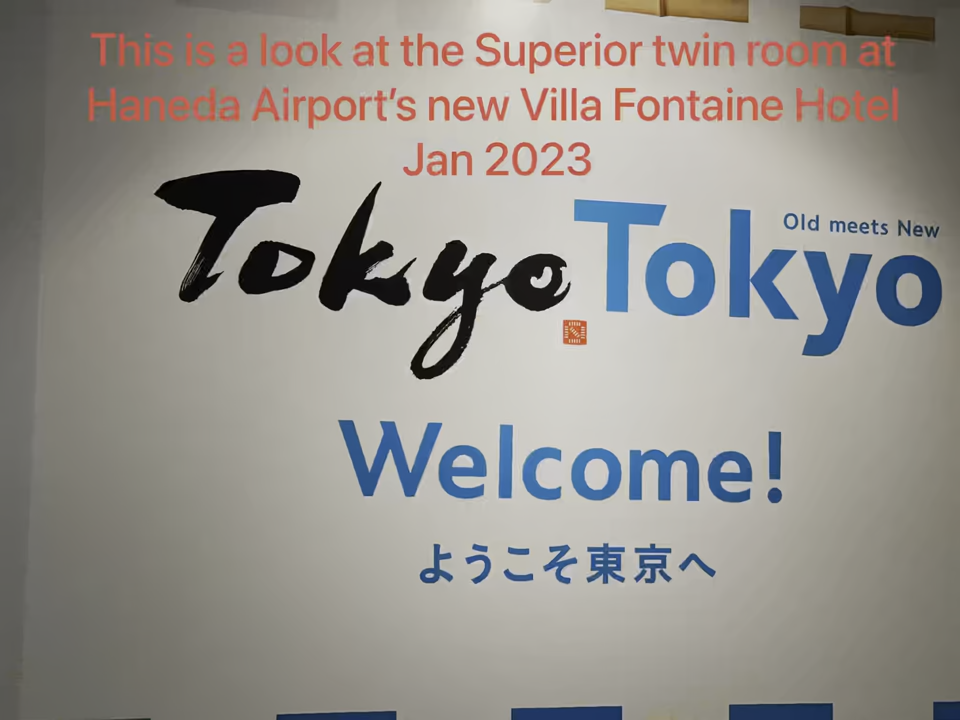 This is a look at the Superior twin room at
Haneda Airport’s new Villa Fontaine Hotel
Jan 2023
Tokyo Tokyo
Old meets New
Welcome!
ようこそ東京へ